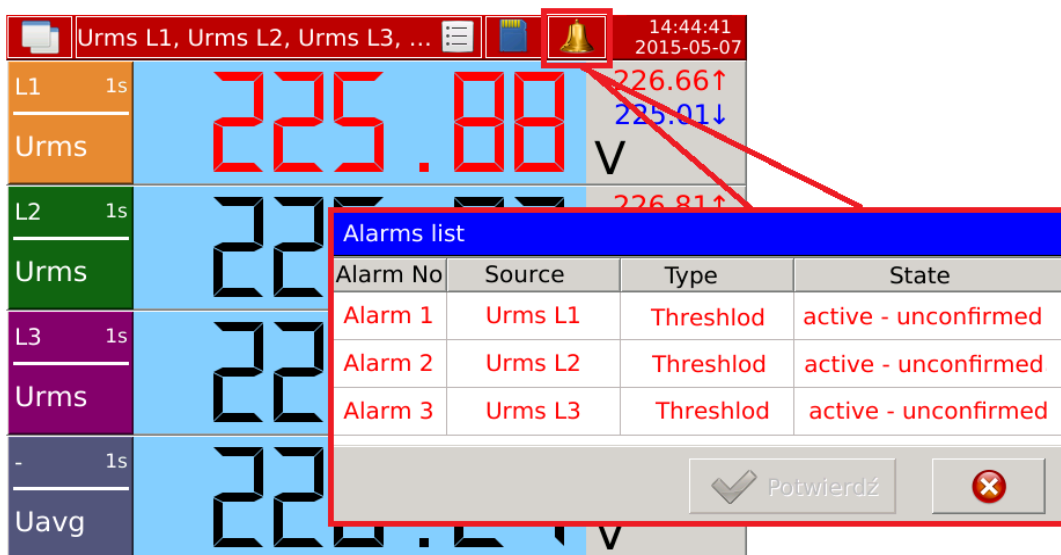 Urms L1, Urms L2, Urms L3, ...
14:44:41
2015-05-07
L1 1s
Urms
225.88
226.66↑
225.01↓
V
L2 1s
Urms
226.81↑
Alarms list
Alarm No Source Type State
Alarm 1 Urms L1 Threshlod active - unconfirmed
Alarm 2 Urms L2 Threshlod active - unconfirmed
Alarm 3 Urms L3 Threshlod active - unconfirmed
L3 1s
Urms
- 1s
Potwierdź
Uavg
V